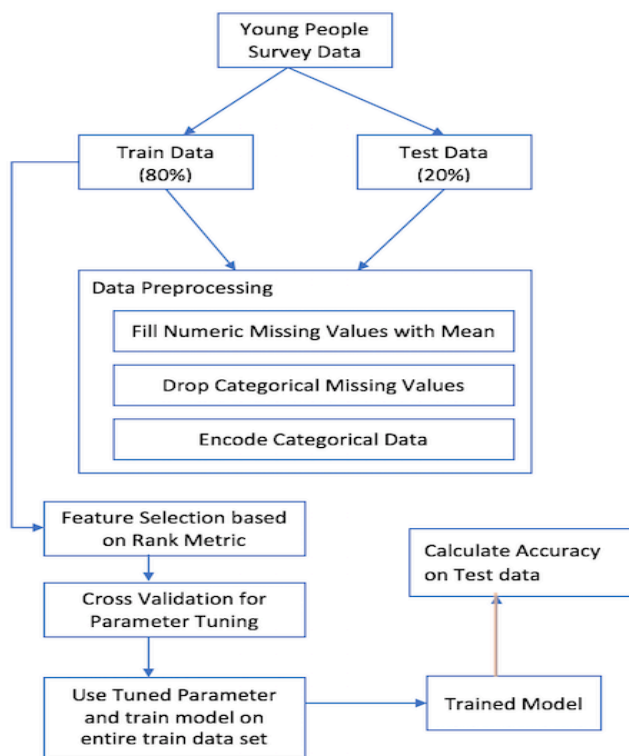 Young People
Survey Data
Train Data
(80%)
Test Data
(20%)
Data Preprocessing
Fill Numeric Missing Values with Mean
Drop Categorical Missing Values
Encode Categorical Data
Feature Selection based
on Rank Metric
Cross Validation for
Parameter Tuning
Use Tuned Parameter
and train model on
entire train data set
Trained Model
Calculate Accuracy
on Test data